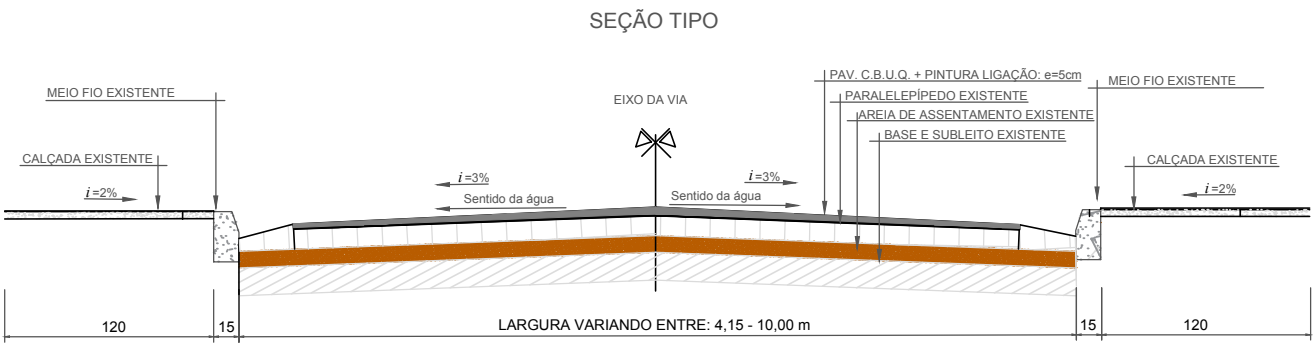 SEÇÃO TIPO
PAV. C.B.U.Q. + PINTURA LIGAÇÃO: e=5cm
MEIO FIO EXISTENTE
MEIO FIO EXISTENTE
EIXO DA VIA
PARALELEPÍPEDO EXISTENTE
AREIA DE ASSENTAMENTO EXISTENTE
BASE E SUBLEITO EXISTENTE
CALÇADA EXISTENTE
CALÇADA EXISTENTE
i=2%
i=3%
i=3%
i=2%
Sentido da água
Sentido da água
120
15
LARGURA VARIANDO ENTRE: 4,15 - 10,00 m
15
120